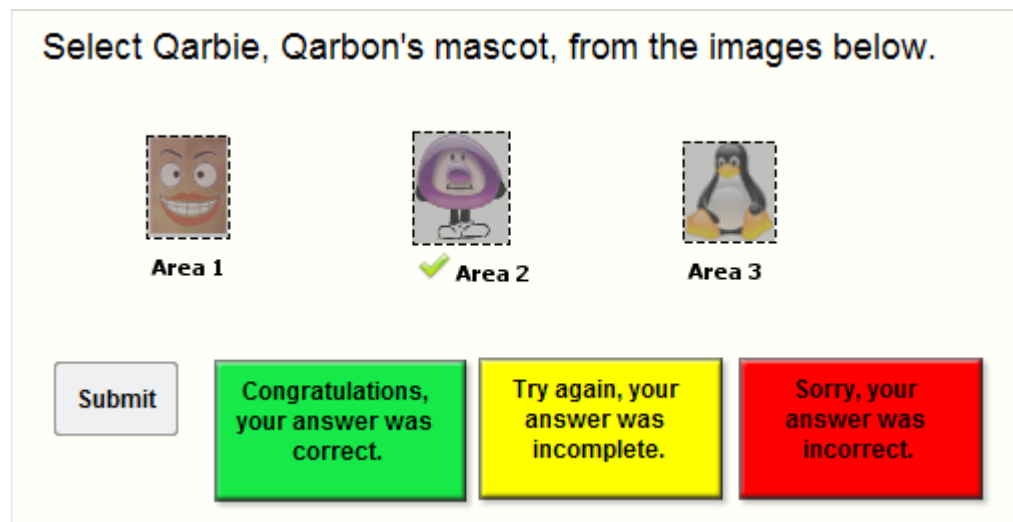 Select Qarbie, Qarbon's mascot, from the images below.
Area 1
Area 2
Area 3
Submit
Congratulations,
your answer was
correct.
Try again, your
answer was
incomplete.
Sorry, your
answer was
incorrect.